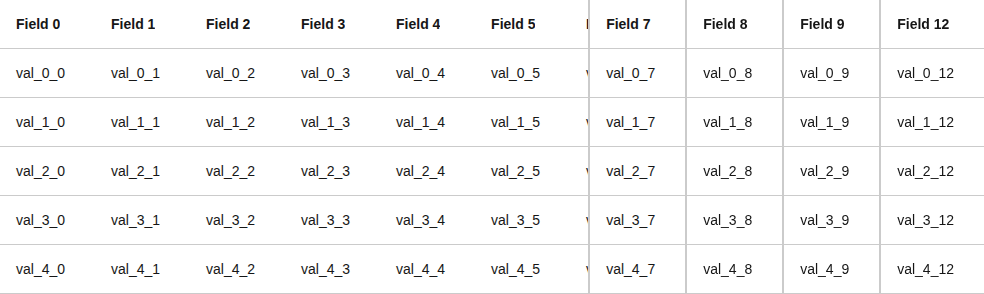 Field 0 Field 1 Field 2 Field 3 Field 4 Field 5 Field 7 Field 8 Field 9 Field 12
val_0_0 val_0_1 val_0_2 val_0_3 val_0_4 val_0_5 val_0_7 val_0_8 val_0_9 val_0_12
val_1_0 val_1_1 val_1_2 val_1_3 val_1_4 val_1_5 val_1_7 val_1_8 val_1_9 val_1_12
val_2_0 val_2_1 val_2_2 val_2_3 val_2_4 val_2_5 val_2_7 val_2_8 val_2_9 val_2_12
val_3_0 val_3_1 val_3_2 val_3_3 val_3_4 val_3_5 val_3_7 val_3_8 val_3_9 val_3_12
val_4_0 val_4_1 val_4_2 val_4_3 val_4_4 val_4_5 val_4_7 val_4_8 val_4_9 val_4_12